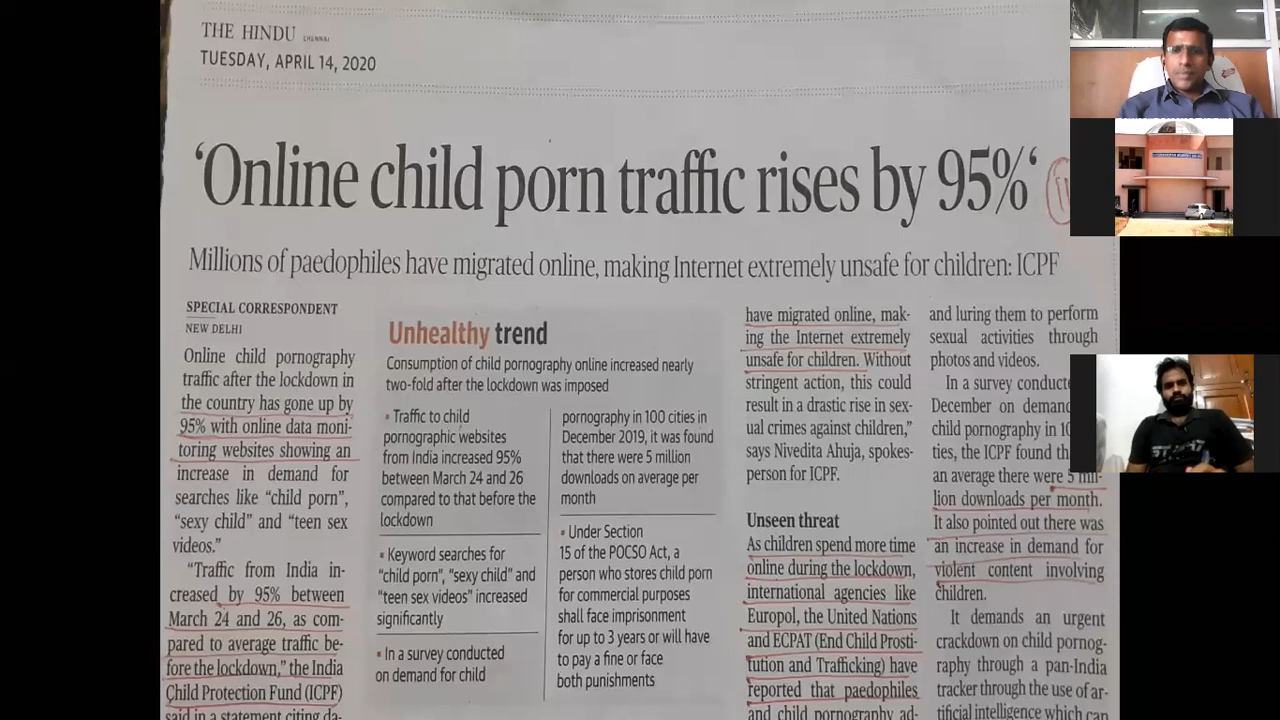 THE HINDU CHENNAI
TUESDAY, APRIL 14, 2020
‘Online child porn traffic rises by 95%‘
Millions of paedophiles have migrated online, making Internet extremely unsafe for children: ICPF
SPECIAL CORRESPONDENT
NEW DELHI
Online child pornography
traffic after the lockdown in
the country has gone up by
95% with online data moni-
toring websites showing an
increase in demand for
searches like “child porn”,
“sexy child” and “teen sex
videos.”
“Traffic from India in-
creased by 95% between
March 24 and 26, as com-
pared to average traffic be-
fore the lockdown,” the India
Child Protection Fund (ICPF)
said in a statement citing da-
Unhealthy trend
Consumption of child pornography online increased nearly
two-fold after the lockdown was imposed
▪ Traffic to child
pornographic websites
from India increased 95%
between March 24 and 26
compared to that before the
lockdown
▪ Keyword searches for
“child porn”, “sexy child” and
“teen sex videos” increased
significantly
▪ In a survey conducted
on demand for child
pornography in 100 cities in
December 2019, it was found
that there were 5 million
downloads on average per
month
▪ Under Section
15 of the POCSO Act, a
person who stores child porn
for commercial purposes
shall face imprisonment
for up to 3 years or will have
to pay a fine or face
both punishments
have migrated online, mak-
ing the Internet extremely
unsafe for children. Without
stringent action, this could
result in a drastic rise in sex-
ual crimes against children,”
says Nivedita Ahuja, spokes-
person for ICPF.
Unseen threat
As children spend more time
online during the lockdown,
international agencies like
Europol, the United Nations
and ECPAT (End Child Prosti-
tution and Trafficking) have
reported that paedophiles
and child pornography ad-
and luring them to perform
sexual activities through
photos and videos.
In a survey conducte
December on deman
child pornography in 10
ties, the ICPF found th
an average there were 5 mil-
lion downloads per month.
It also pointed out there was
an increase in demand for
violent content involving
children.
It demands an urgent
crackdown on child pornog-
raphy through a pan-India
tracker through the use of ar-
tificial intelligence which can